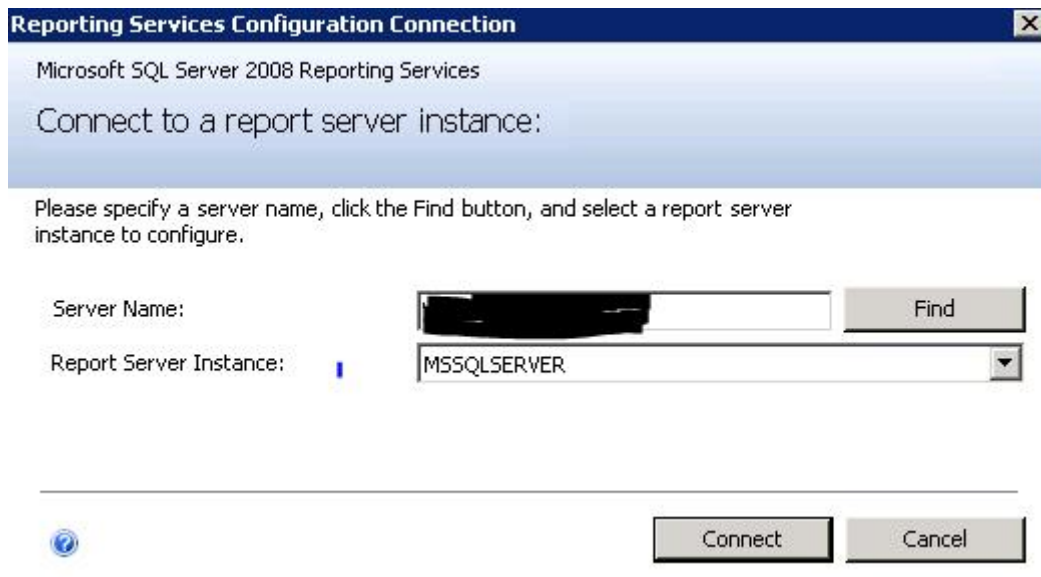 Reporting Services Configuration Connection
Microsoft SQL Server 2008 Reporting Services
Connect to a report server instance:
Please specify a server name, click the Find button, and select a report server
instance to configure.
Server Name:
Find
Report Server Instance:
MSSQLSERVER
Connect
Cancel